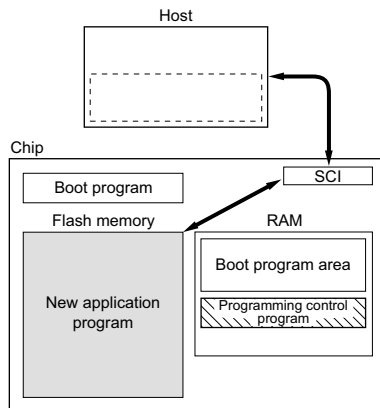 Host
Chip
SCI
Boot program
Flash memory
RAM
New application
program
Boot program area
Programming control
program